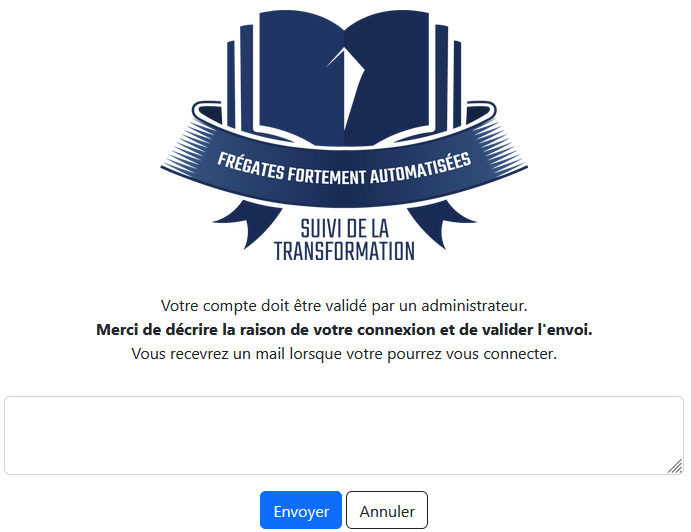 FRÉGATES FORTEMENT AUTOMATISÉES
SUIVI DE LA
TRANSFORMATION
Votre compte doit être validé par un administrateur.
Merci de décrire la raison de votre connexion et de valider l'envoi.
Vous recevrez un mail lorsque votre pourrez vous connecter.
Envoyer Annuler